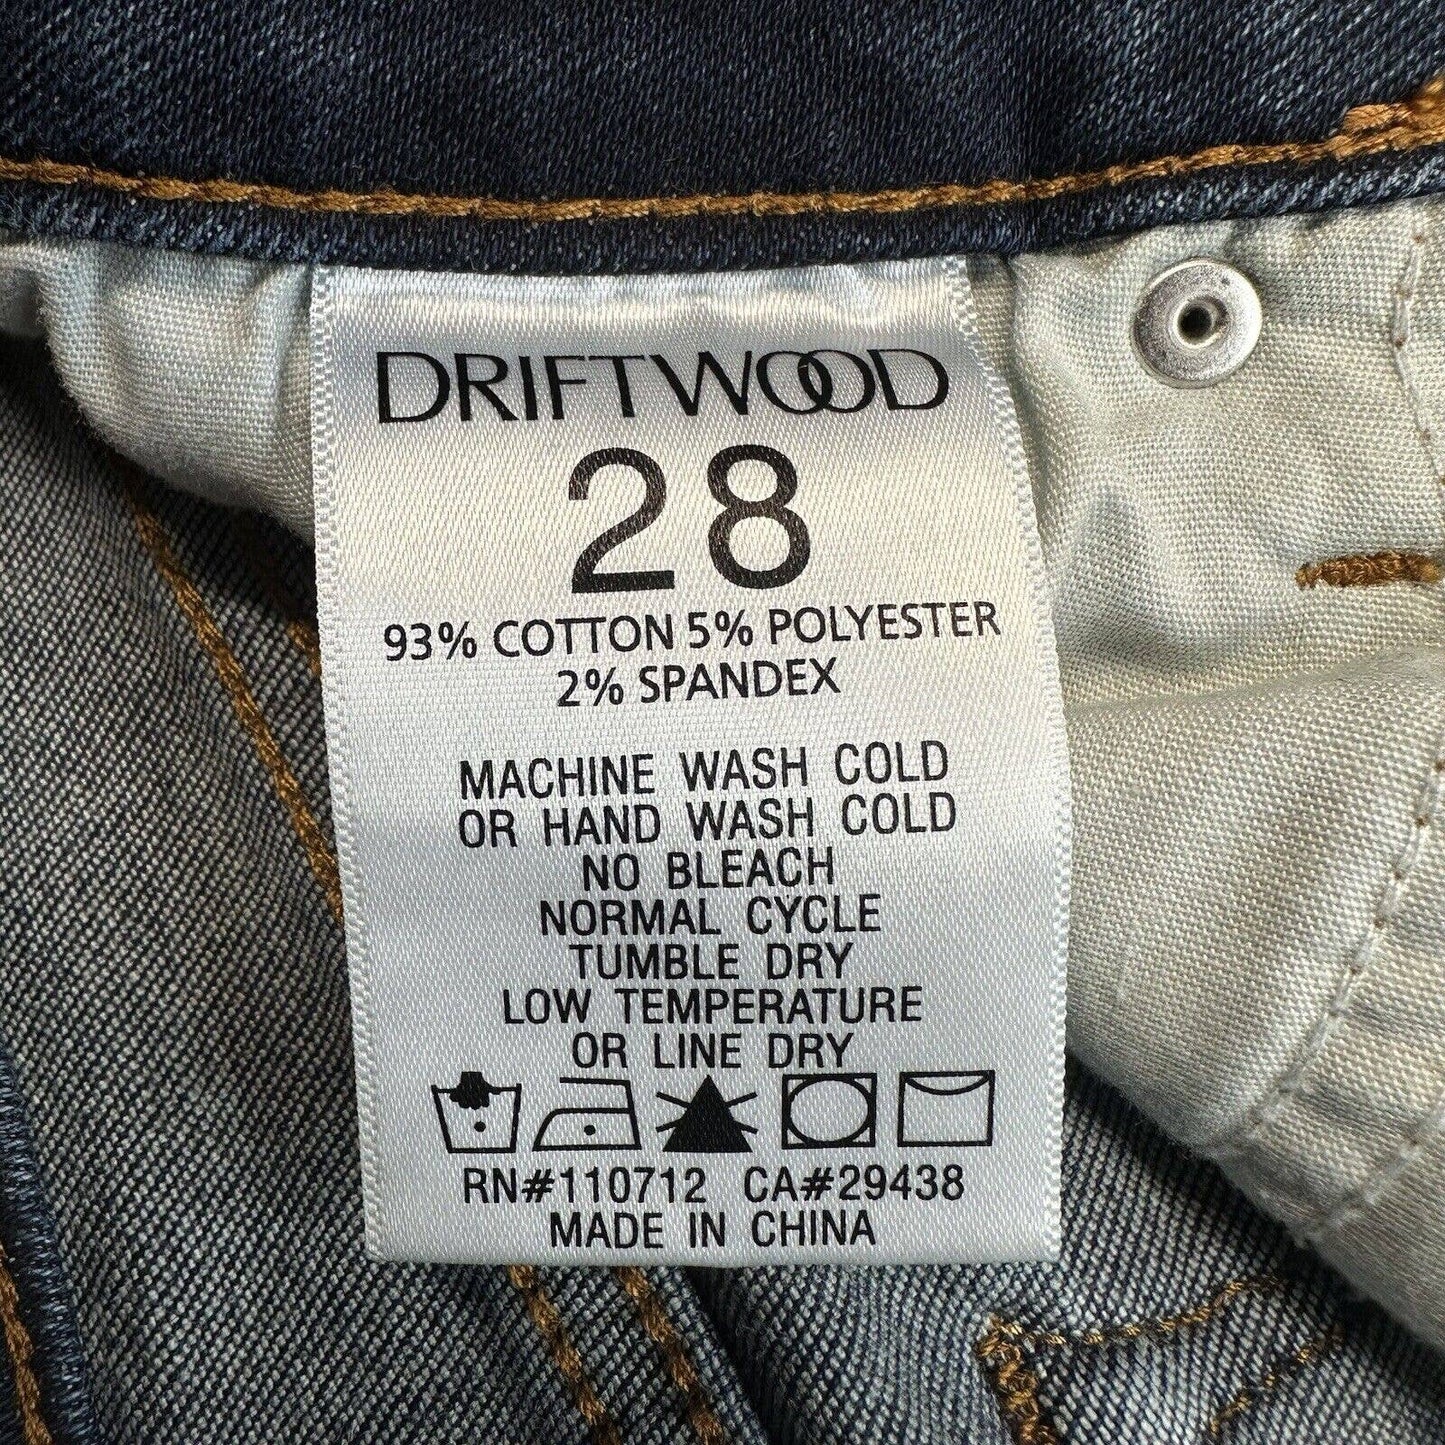 DRIFTWOOD
28
93% COTTON 5% POLYESTER
2% SPANDEX
MACHINE WASH COLD
OR HAND WASH COLD
NO BLEACH
NORMAL CYCLE
TUMBLE DRY
LOW TEMPERATURE
OR LINE DRY
RN#110712 CA#29438
MADE IN CHINA